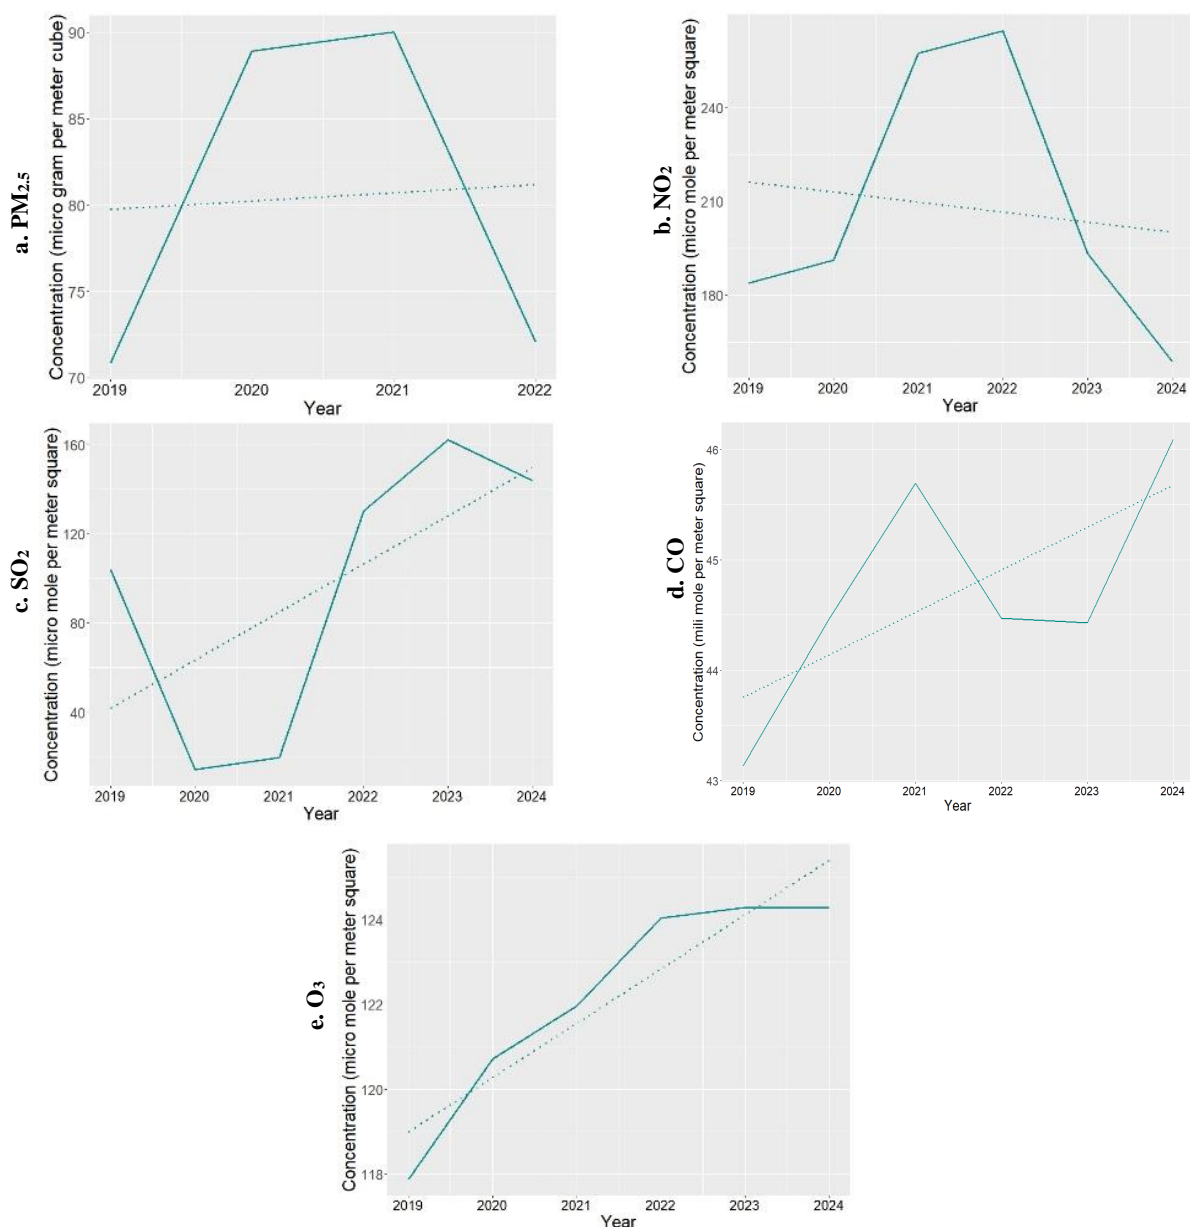 a. PM2.5
Concentration (micro gram per meter cube)
90
85
80
75
70
2019 2020 2021 2022
Year
b. NO2
Concentration (micro mole per meter square)
240
210
180
2019 2020 2021 2022 2023 2024
Year
c. SO2
Concentration (micro mole per meter square)
160
120
80
40
2019 2020 2021 2022 2023 2024
Year
d. CO
Concentration (mili mole per meter square)
46
45
44
43
2019 2020 2021 2022 2023 2024
Year
e. O3
Concentration (micro mole per meter square)
124
122
120
118
2019 2020 2021 2022 2023 2024
Year